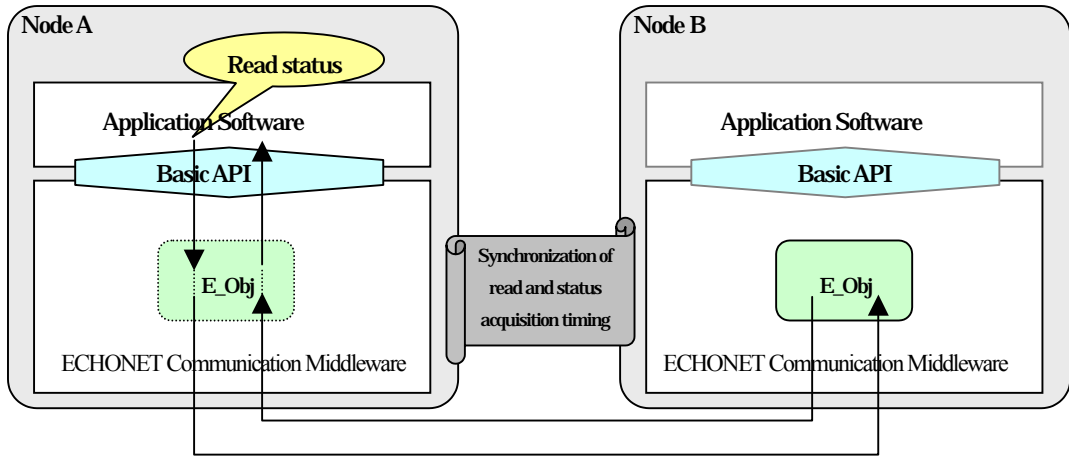 Node A
Read status
Application Software
Basic API
E_Obj
ECHONET Communication Middleware
Synchronization of
read and status
acquisition timing
Node B
Application Software
Basic API
E_Obj
ECHONET Communication Middleware